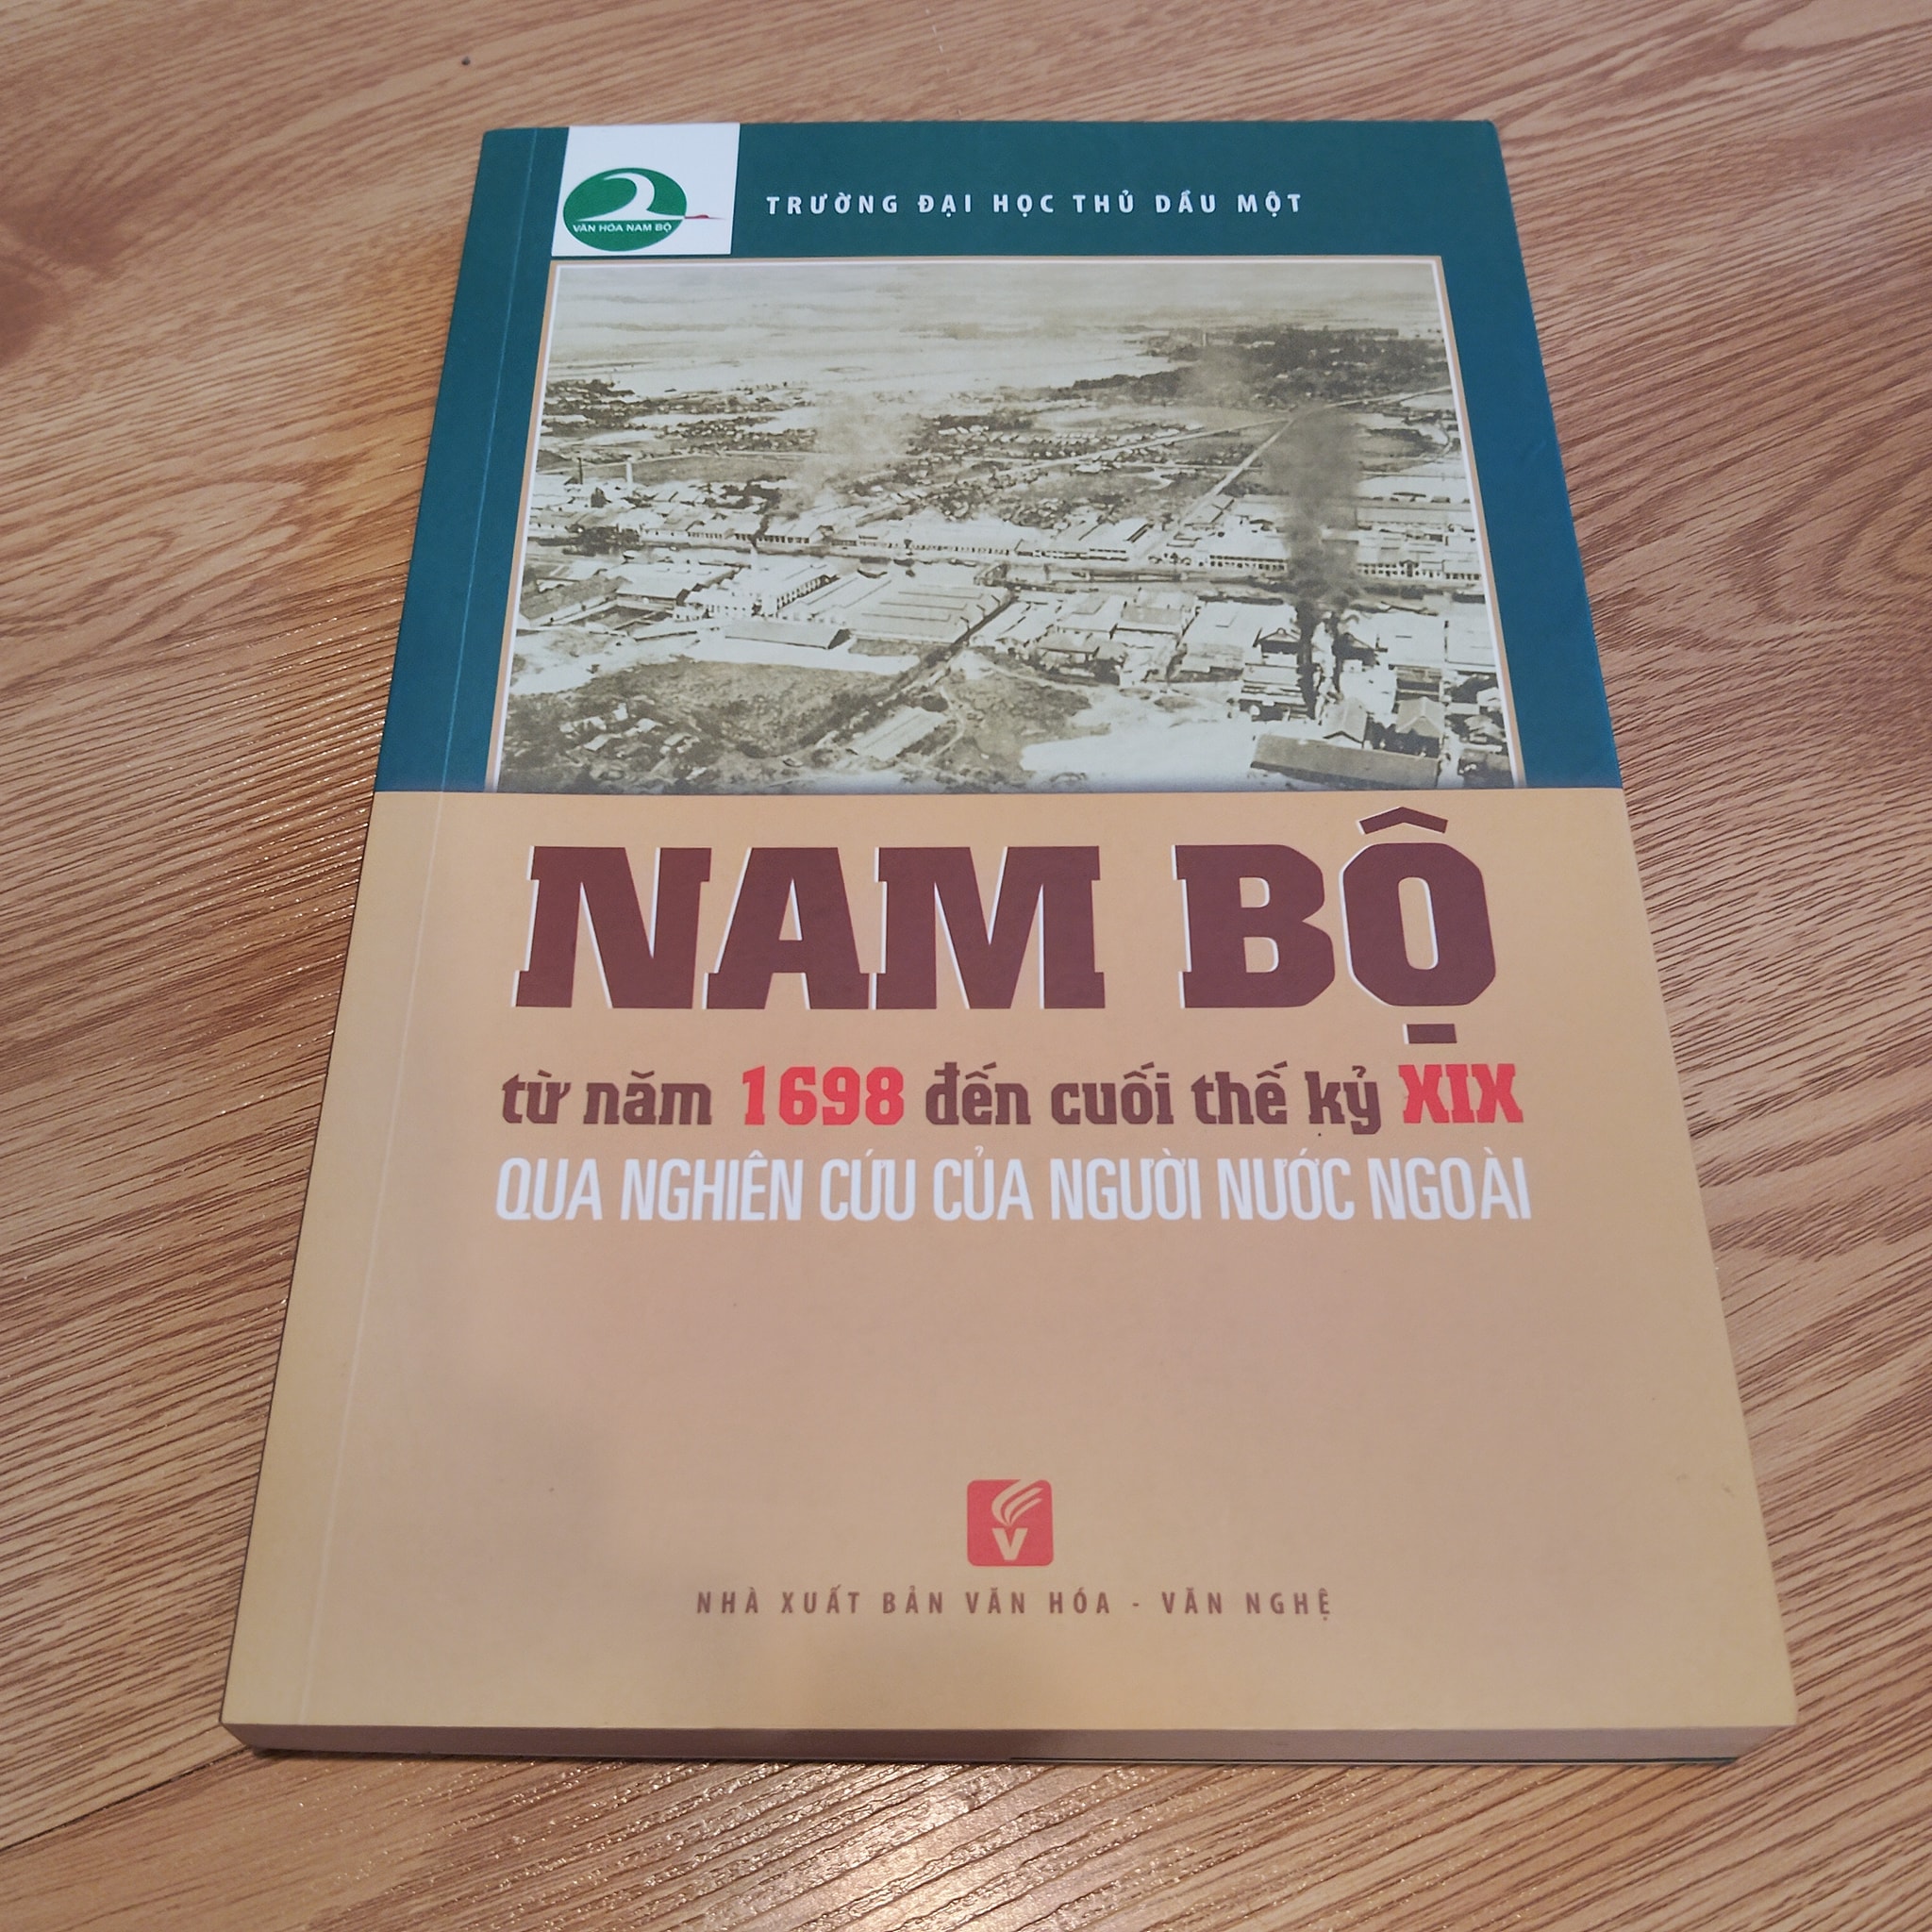 VĂN HÓA NAM BỘ
TRƯỜNG ĐẠI HỌC THỦ DẦU MỘT
NAM BỘ
từ năm 1698 đến cuối thế kỷ XIX
QUA NGHIÊN CỨU CỦA NGƯỜI NƯỚC NGOÀI
V
NHÀ XUẤT BẢN VĂN HÓA - VĂN NGHỆ